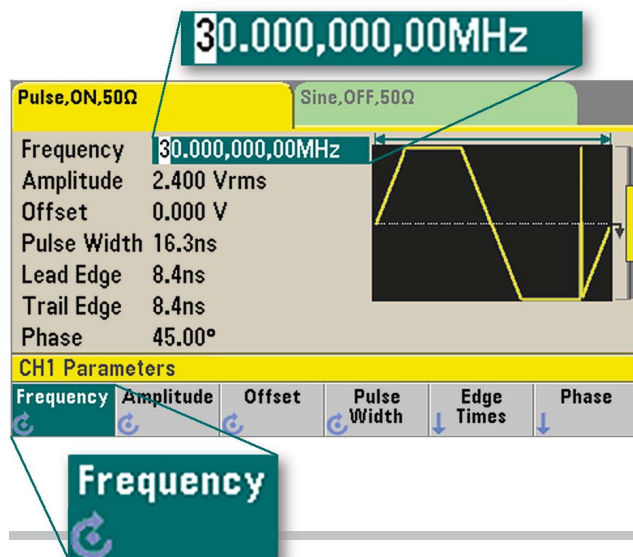 30.000,000,00MHz
Pulse,ON,50Ω
Sine,OFF,50Ω
Frequency 30.000,000,00MHz
Amplitude 2.400 Vrms
Offset 0.000 V
Pulse Width 16.3ns
Lead Edge 8.4ns
Trail Edge 8.4ns
Phase 45.00°
CH1 Parameters
Frequency
Amplitude
Offset
Pulse
Width
Edge
Times
Phase
Frequency